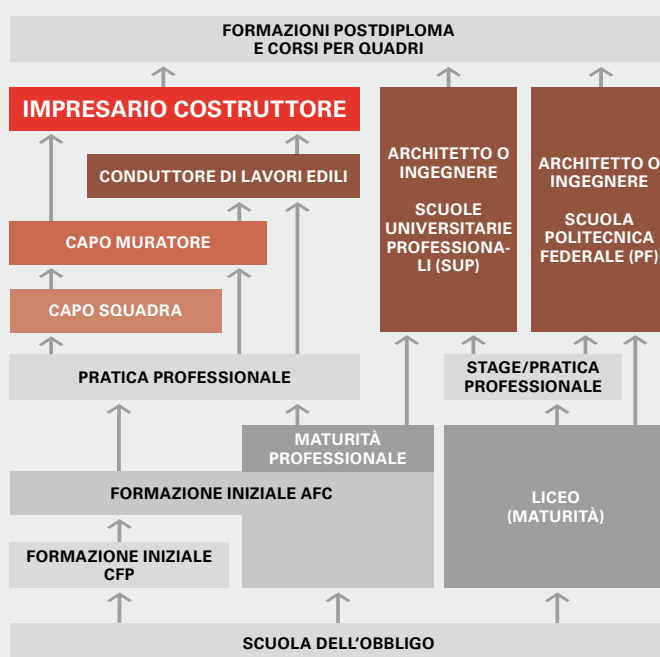 FORMAZIONI POSTDIPLOMA
E CORSI PER QUADRI
IMPRESARIO COSTRUTTORE
CONDUTTORE DI LAVORI EDILI
CAPO MURATORE
CAPO SQUADRA
ARCHITETTO O
INGEGNERE
SCUOLE
UNIVERSITARIE
PROFESSIONA-
LI (SUP)
ARCHITETTO O
INGEGNERE
SCUOLA
POLITECNICA
FEDERALE (PF)
PRATICA PROFESSIONALE
STAGE/PRATICA
PROFESSIONALE
MATURITÀ
PROFESSIONALE
FORMAZIONE INIZIALE AFC
LICEO
(MATURITÀ)
FORMAZIONE INIZIALE
CFP
SCUOLA DELL‘OBBLIGO